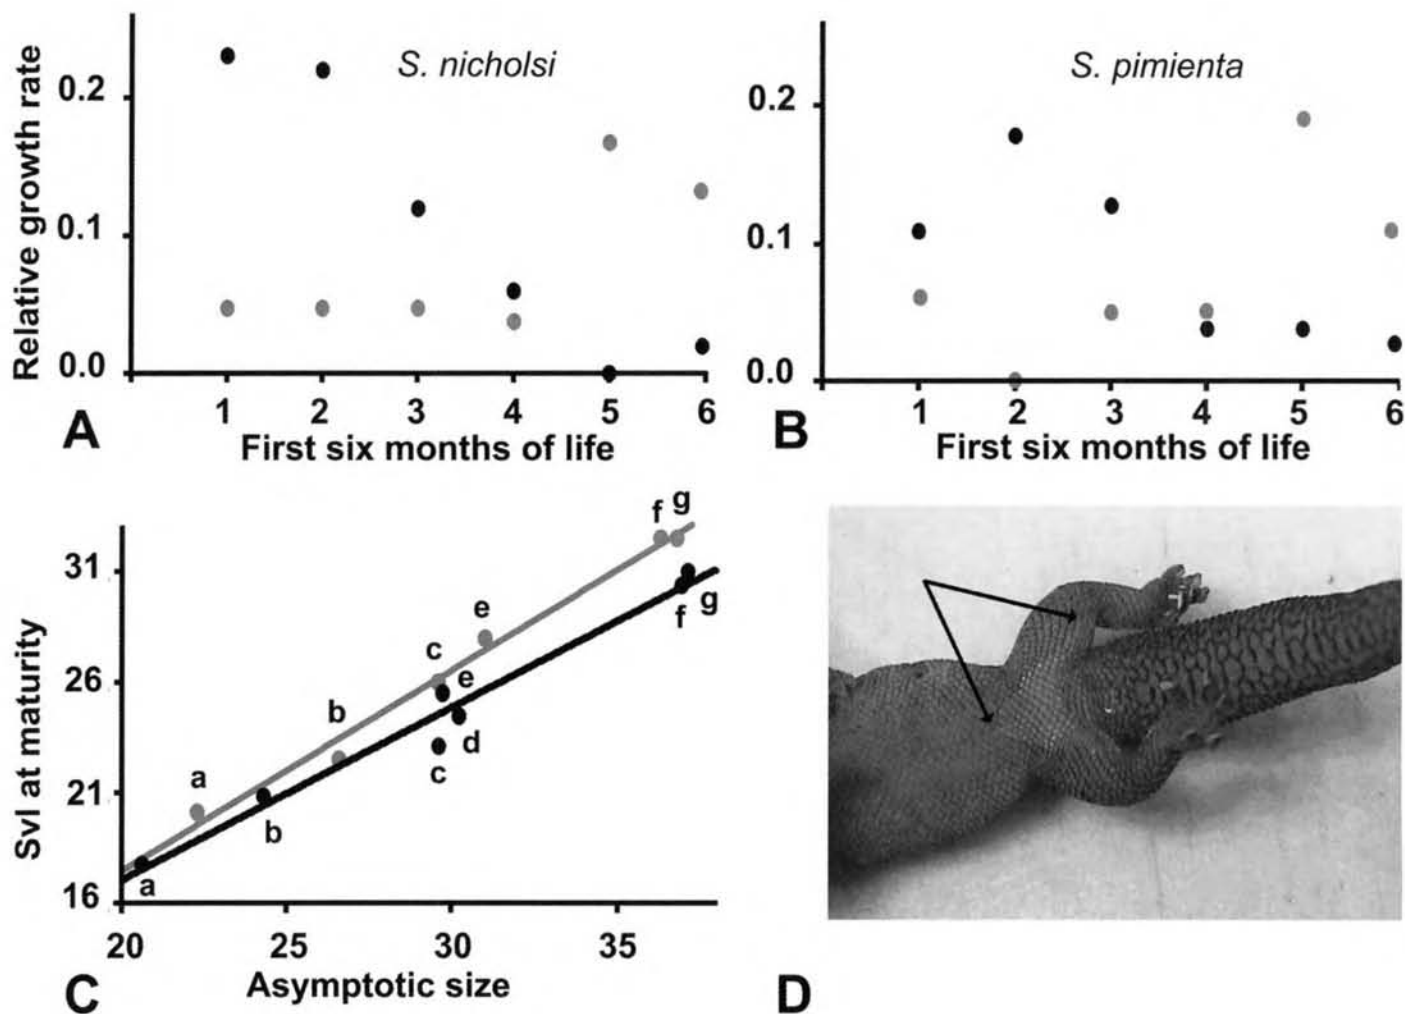 Relative growth rate
S. nicholsi
0.2
0.1
0.0
1 2 3 4 5 6
First six months of life
A
S. pimienta
0.2
0.1
0.0
1 2 3 4 5 6
First six months of life
B
Svl at maturity
31
26
21
16
f g
e
c
e
b
d
a
c
b
a
f g
20 25 30 35
Asymptotic size
C
D